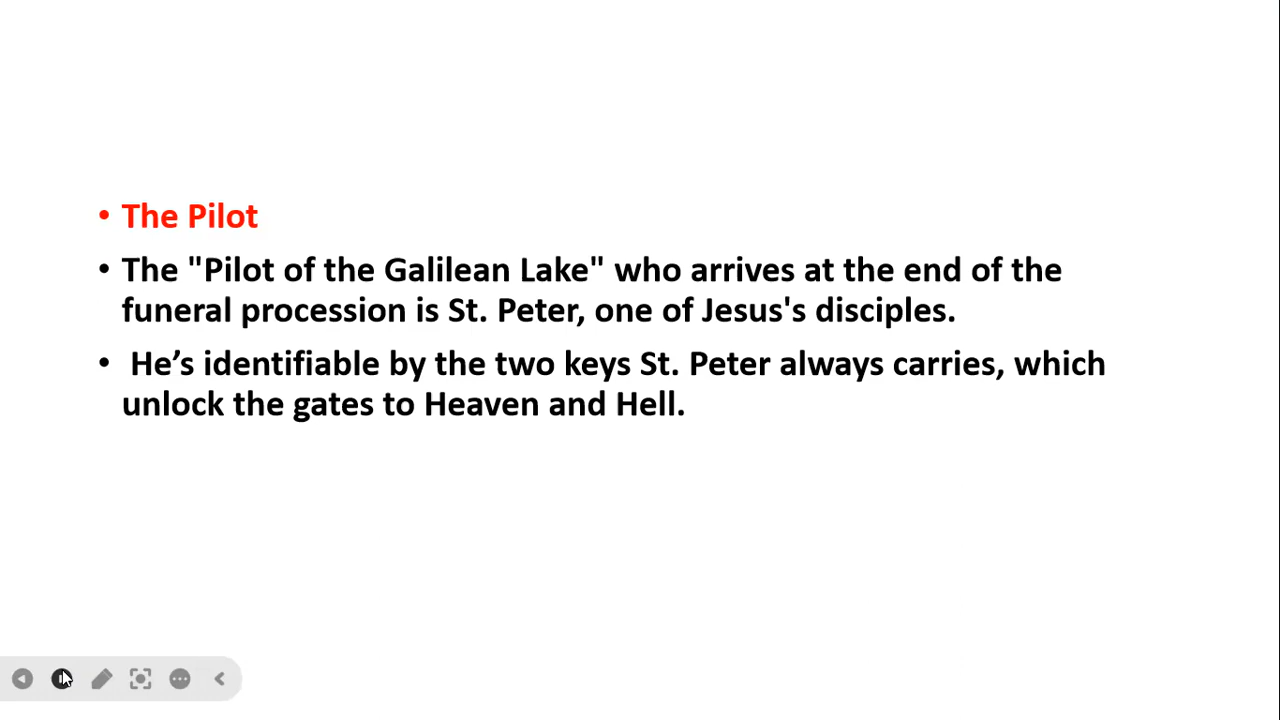 • The Pilot
• The "Pilot of the Galilean Lake" who arrives at the end of the
funeral procession is St. Peter, one of Jesus's disciples.
• He’s identifiable by the two keys St. Peter always carries, which
unlock the gates to Heaven and Hell.